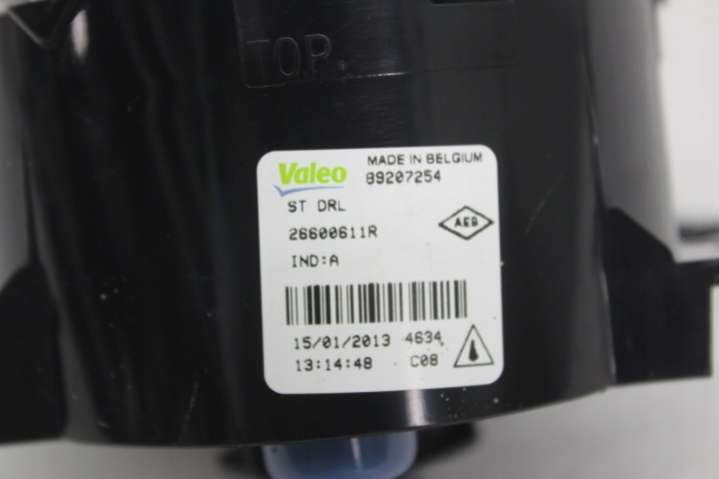 TOP.
Valeo
MADE IN BELGIUM
89207254
ST DRL
26600611R
AES
IND:A
15/01/2013 4634
13:14:48 C08